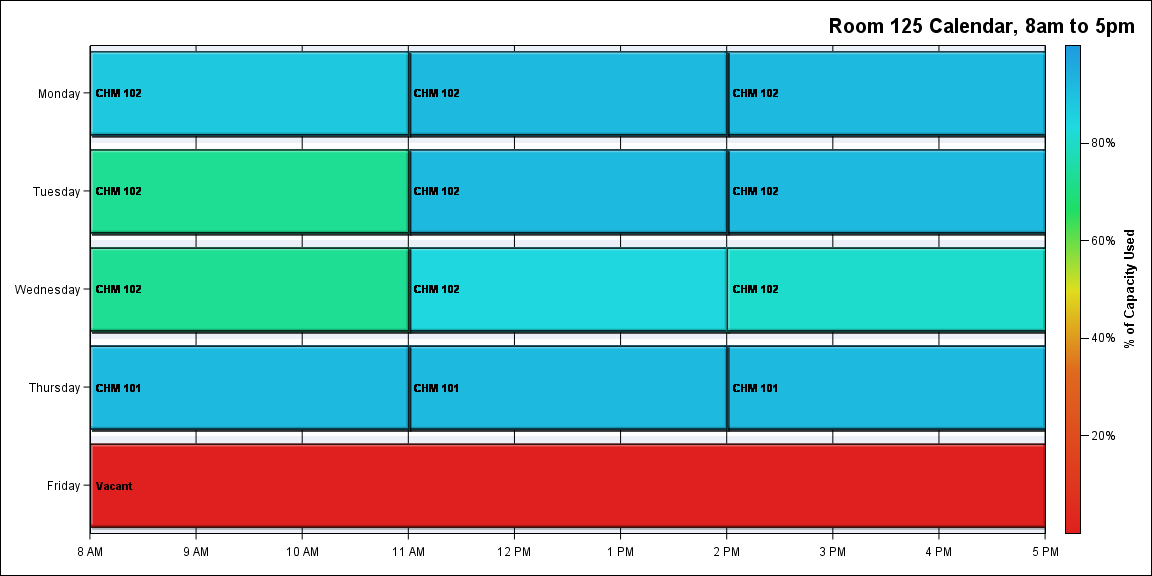 Room 125 Calendar, 8am to 5pm
Monday
CHM 102
CHM 102
CHM 102
Tuesday
CHM 102
CHM 102
CHM 102
Wednesday
CHM 102
CHM 102
CHM 102
Thursday
CHM 101
CHM 101
CHM 101
Friday
Vacant
8 AM
9 AM
10 AM
11 AM
12 PM
1 PM
2 PM
3 PM
4 PM
5 PM
80%
60%
40%
20%
% of Capacity Used